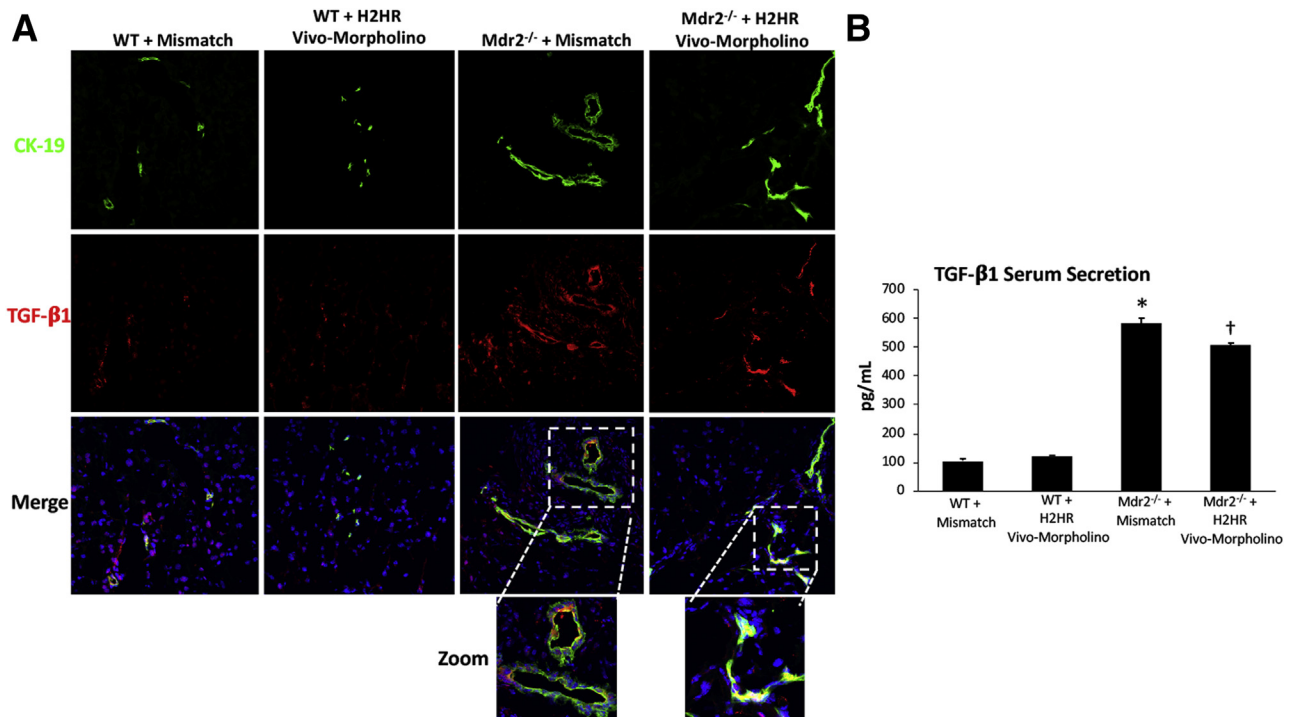 A
WT + Mismatch
WT + H2HR
Vivo-Morpholino
Mdr2-/- + Mismatch
Mdr2-/- + H2HR
Vivo-Morpholino
CK-19
TGF-β1
Merge
Zoom
B
TGF-β1 Serum Secretion
pg/mL
700
600
500
400
300
200
100
0
*
†
WT +
Mismatch
WT +
H2HR
Vivo-Morpholino
Mdr2-/- +
Mismatch
Mdr2-/- +
H2HR
Vivo-Morpholino